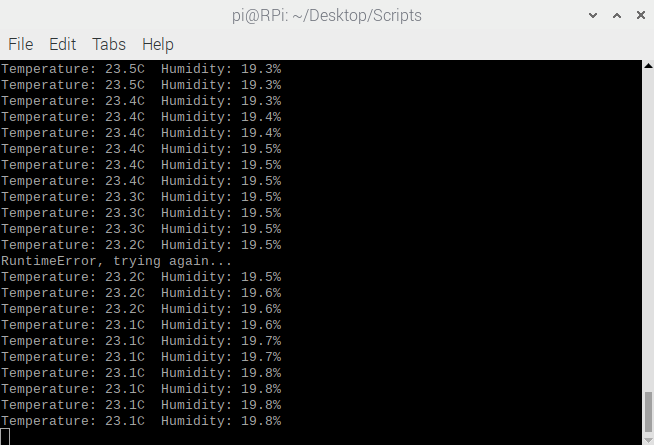 pi@RPi: ~/Desktop/Scripts
File Edit Tabs Help
Temperature: 23.5C  Humidity: 19.3%
Temperature: 23.5C  Humidity: 19.3%
Temperature: 23.4C  Humidity: 19.3%
Temperature: 23.4C  Humidity: 19.4%
Temperature: 23.4C  Humidity: 19.4%
Temperature: 23.4C  Humidity: 19.5%
Temperature: 23.4C  Humidity: 19.5%
Temperature: 23.4C  Humidity: 19.5%
Temperature: 23.3C  Humidity: 19.5%
Temperature: 23.3C  Humidity: 19.5%
Temperature: 23.3C  Humidity: 19.5%
Temperature: 23.2C  Humidity: 19.5%
RuntimeError, trying again...
Temperature: 23.2C  Humidity: 19.5%
Temperature: 23.2C  Humidity: 19.6%
Temperature: 23.2C  Humidity: 19.6%
Temperature: 23.1C  Humidity: 19.6%
Temperature: 23.1C  Humidity: 19.7%
Temperature: 23.1C  Humidity: 19.7%
Temperature: 23.1C  Humidity: 19.8%
Temperature: 23.1C  Humidity: 19.8%
Temperature: 23.1C  Humidity: 19.8%
Temperature: 23.1C  Humidity: 19.8%